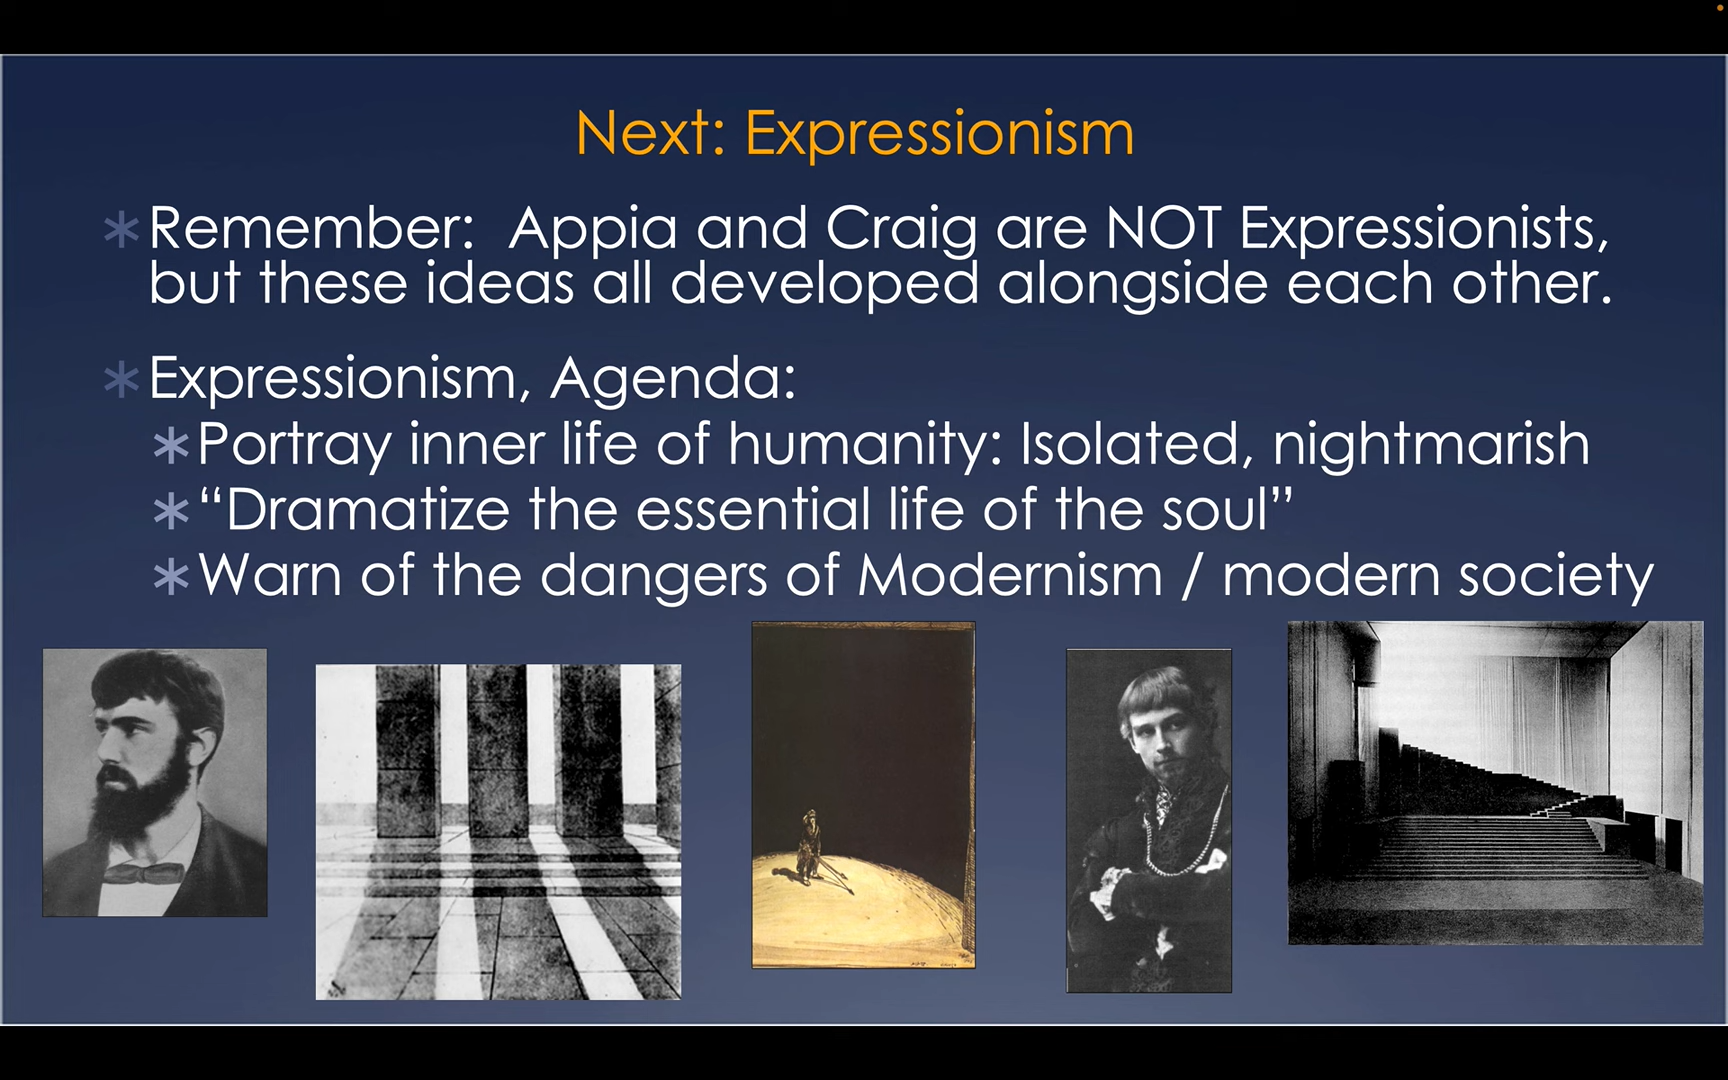 Next: Expressionism
Remember:  Appia and Craig are NOT Expressionists,
but these ideas all developed alongside each other.
Expressionism, Agenda:
Portray inner life of humanity: Isolated, nightmarish
“Dramatize the essential life of the soul”
Warn of the dangers of Modernism / modern society